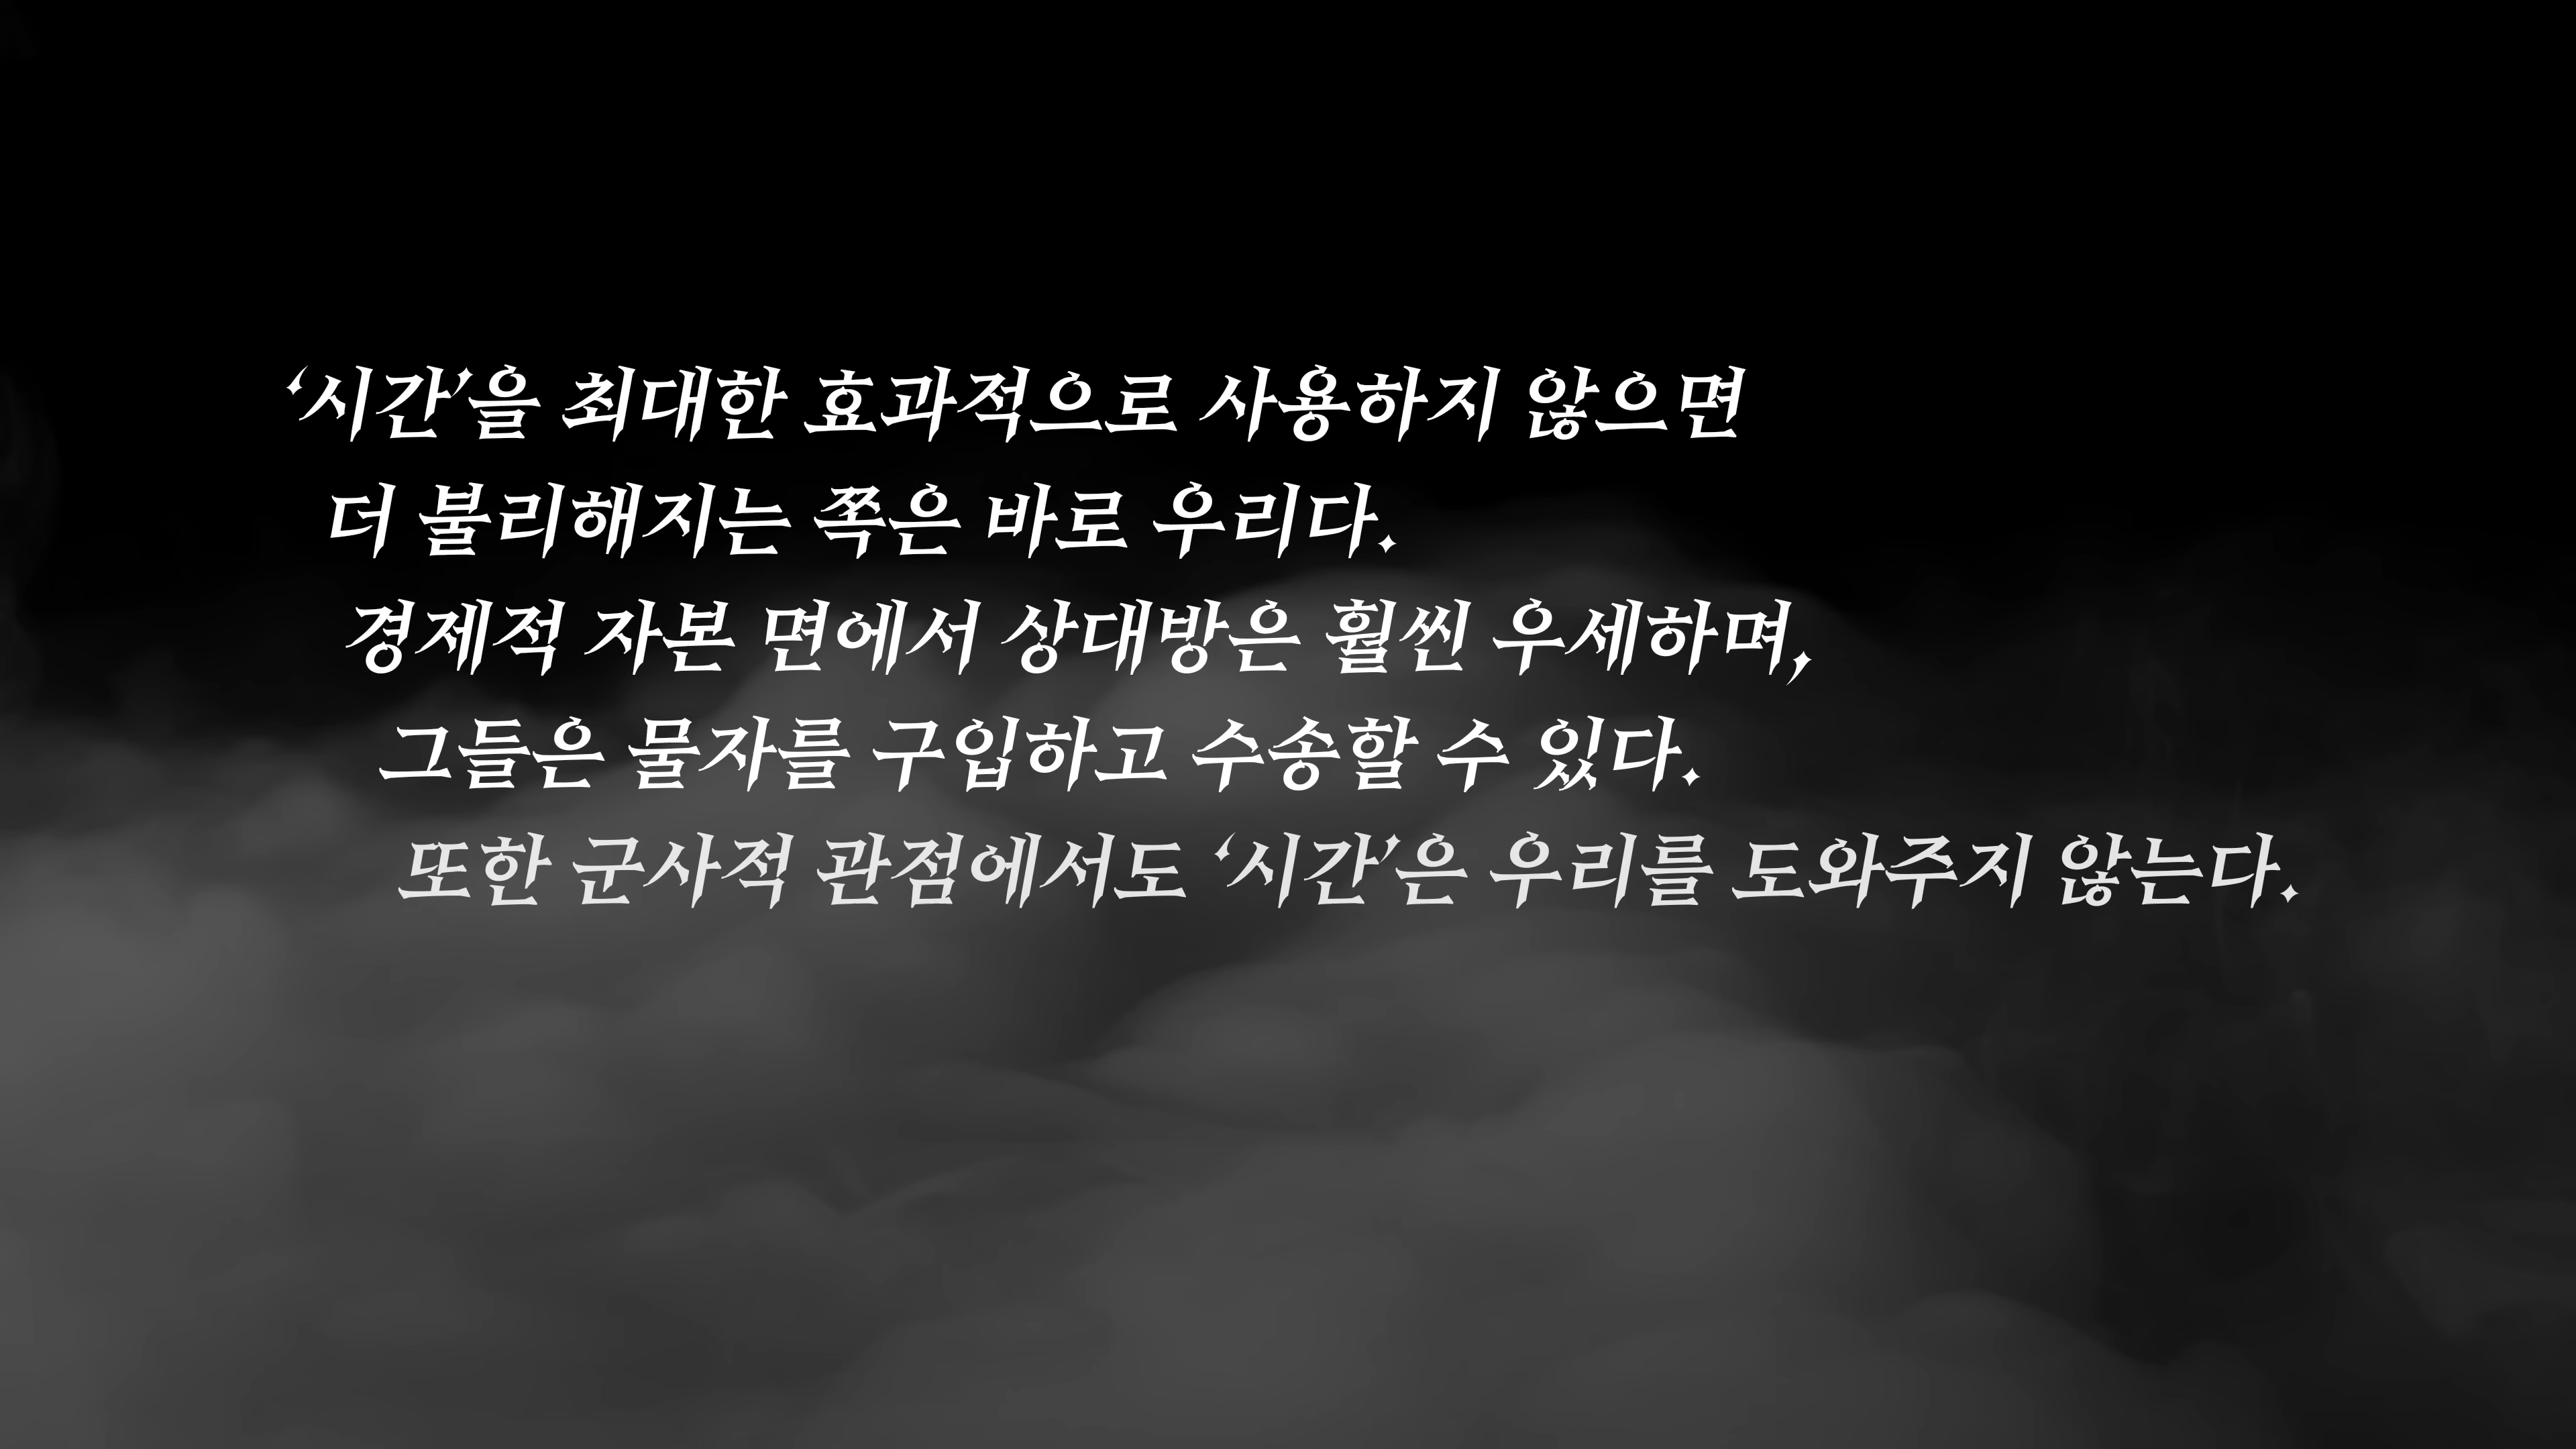 ‘시간’을 최대한 효과적으로 사용하지 않으면
더 불리해지는 쪽은 바로 우리다.
경제적 자본 면에서 상대방은 훨씬 우세하며,
그들은 물자를 구입하고 수송할 수 있다.
또한 군사적 관점에서도 ‘시간’은 우리를 도와주지 않는다.